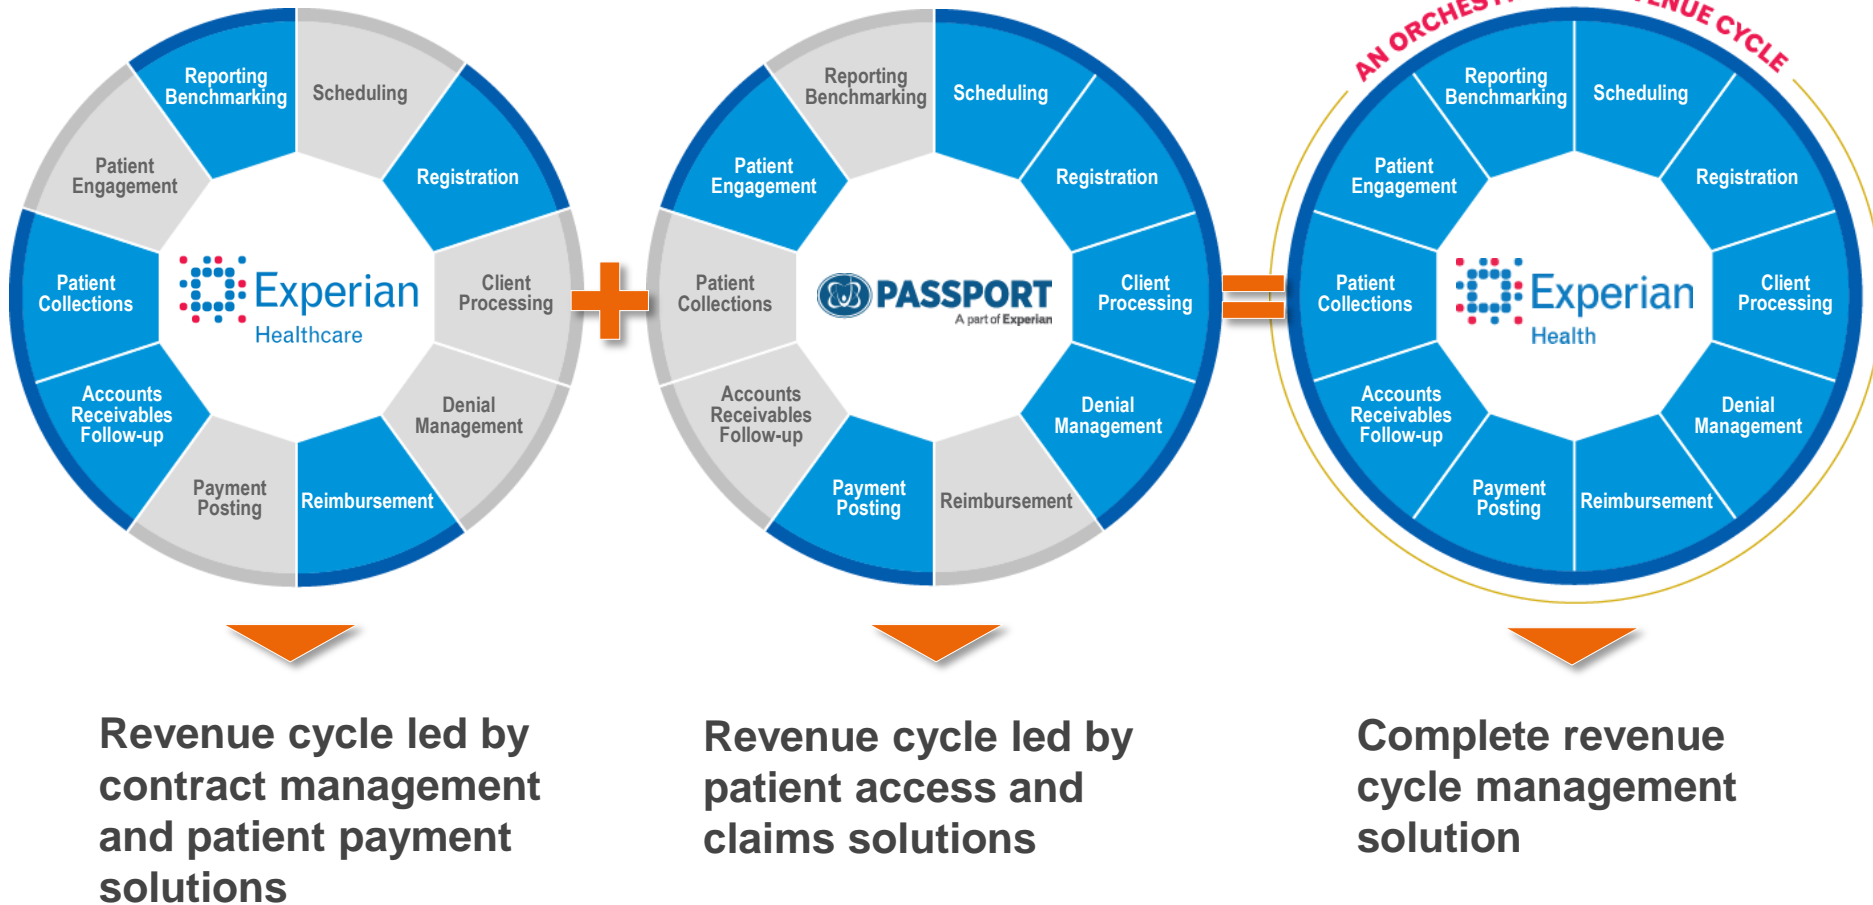 Reporting
Benchmarking
Scheduling
Registration
Client
Processing
Denial
Management
Reimbursement
Payment
Posting
Accounts
Receivables
Follow-up
Patient
Collections
Patient
Engagement
Experian
Healthcare
Reporting
Benchmarking
Scheduling
Registration
Client
Processing
Denial
Management
Reimbursement
Payment
Posting
Accounts
Receivables
Follow-up
Patient
Collections
Patient
Engagement
PASSPORT
A part of Experian
AN CYCLE
Reporting
Benchmarking
Scheduling
Registration
Client
Processing
Denial
Management
Reimbursement
Payment
Posting
Accounts
Receivables
Follow-up
Patient
Collections
Patient
Engagement
Experian
Health
Revenue cycle led by
contract management
and patient payment
solutions
Revenue cycle led by
patient access and
claims solutions
Complete revenue
cycle management
solution